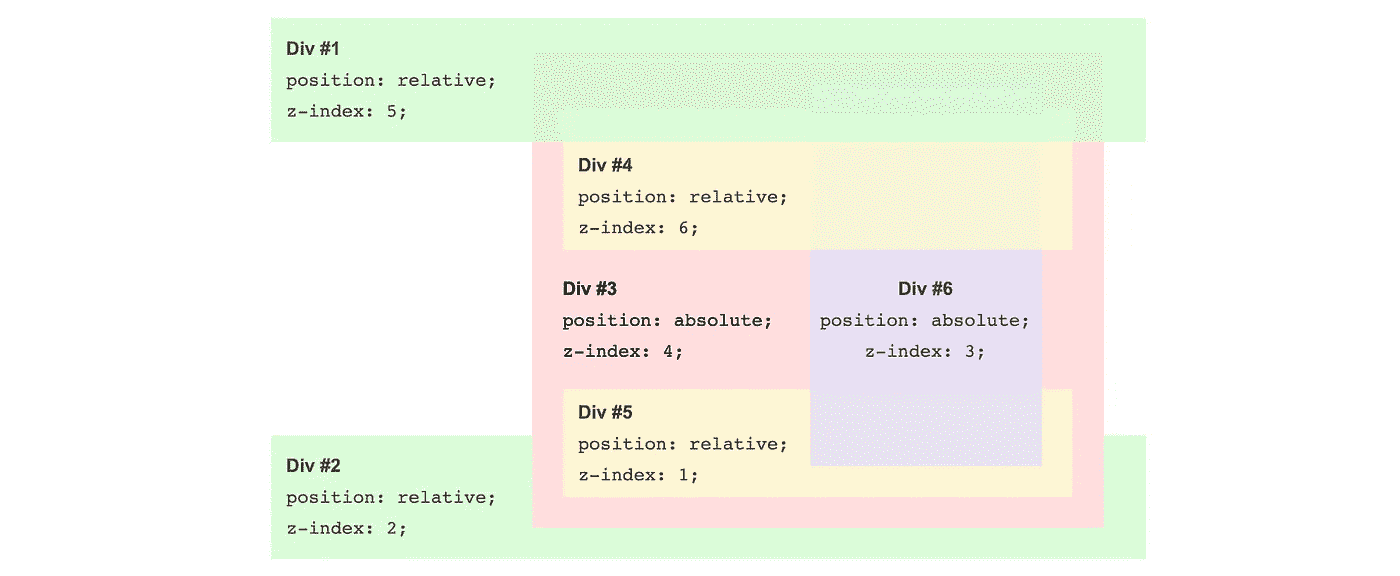 Div #1
position: relative;
z-index: 5;
Div #4
position: relative;
z-index: 6;
Div #3
position: absolute;
z-index: 4;
Div #6
position: absolute;
z-index: 3;
Div #5
position: relative;
z-index: 1;
Div #2
position: relative;
z-index: 2;